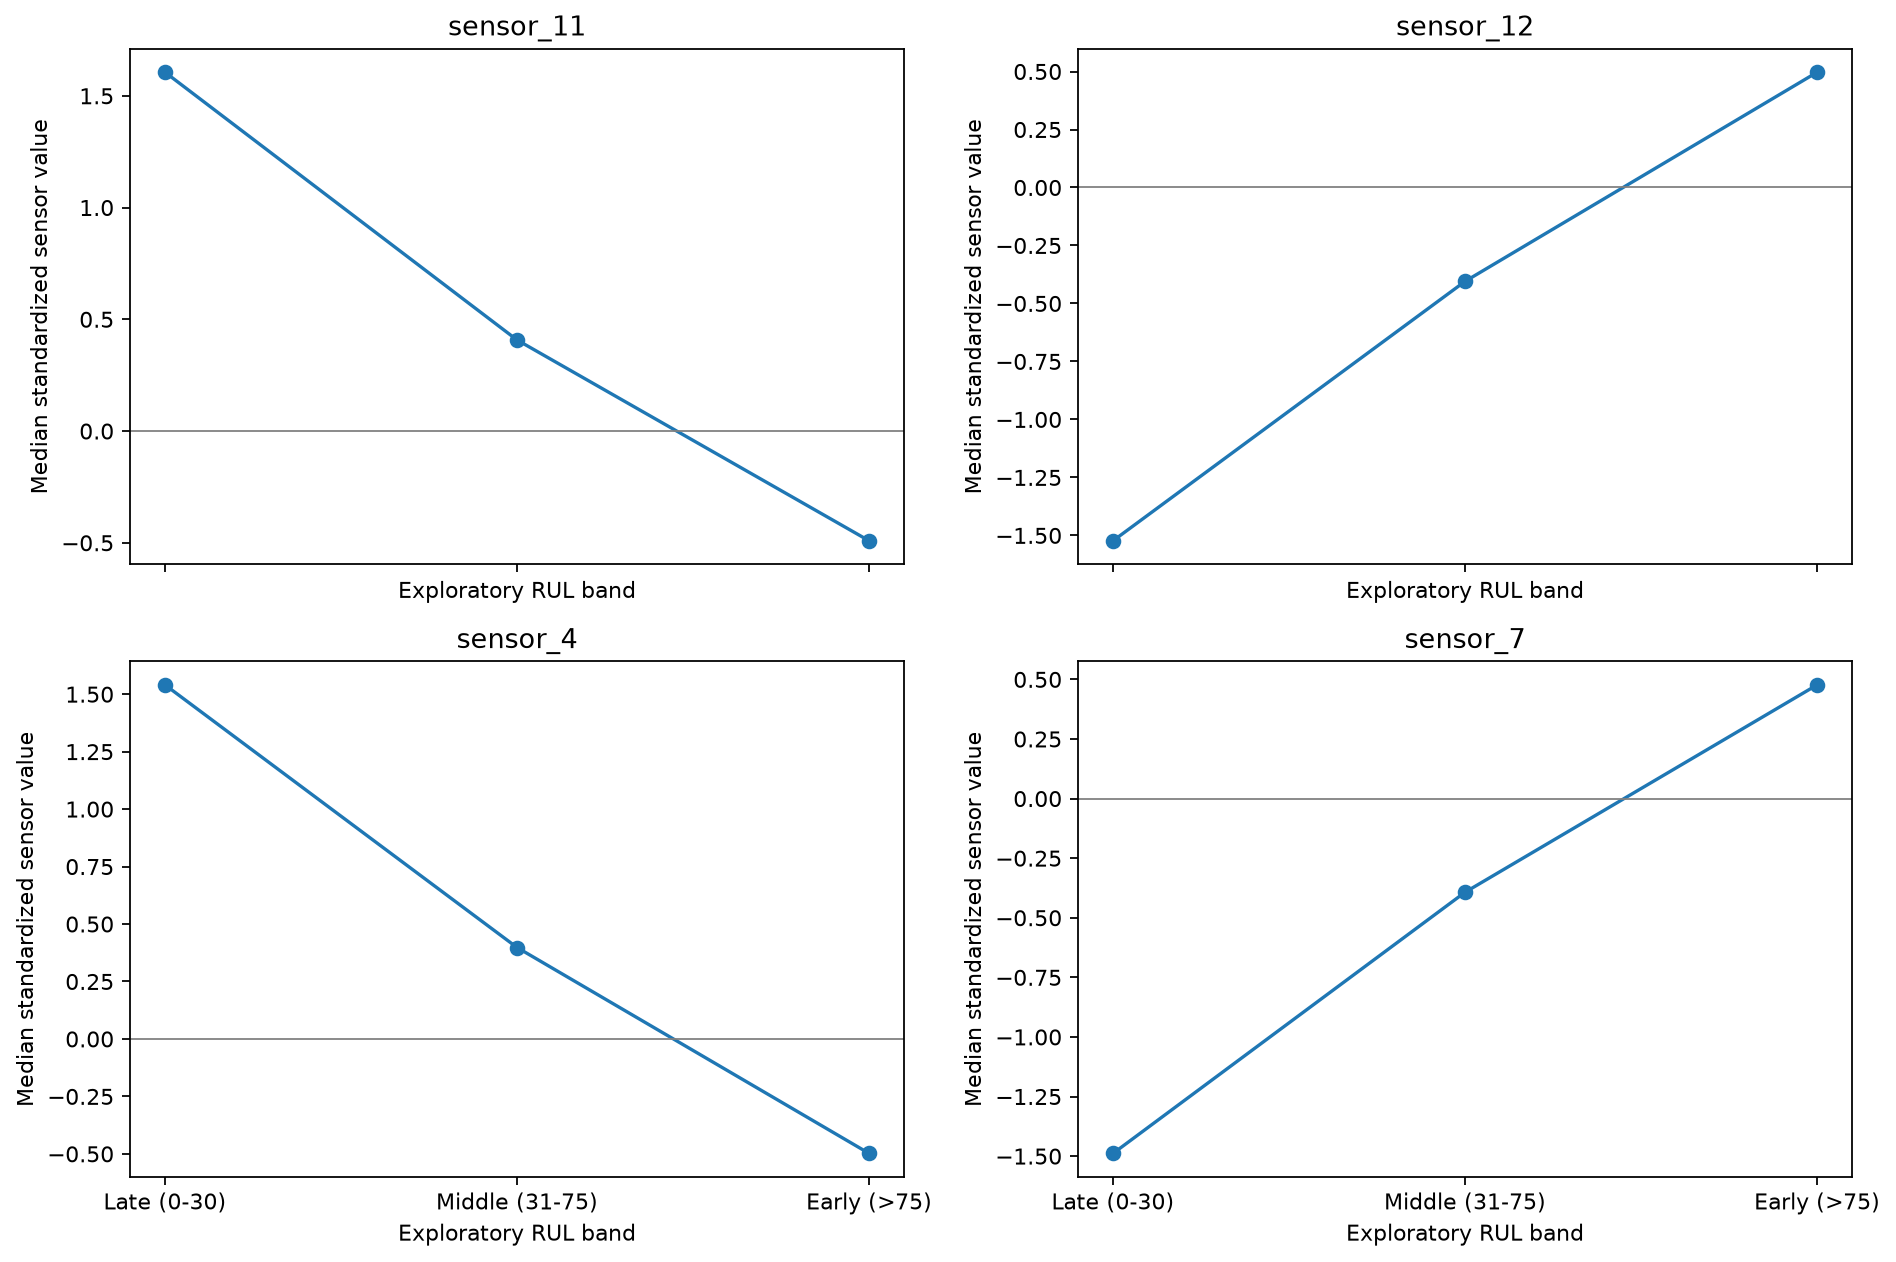 sensor_11
Median standardized sensor value
1.5
1.0
0.5
0.0
−0.5
Exploratory RUL band
sensor_12
Median standardized sensor value
0.50
0.25
0.00
−0.25
−0.50
−0.75
−1.00
−1.25
−1.50
Exploratory RUL band
sensor_4
Median standardized sensor value
1.50
1.25
1.00
0.75
0.50
0.25
0.00
−0.25
−0.50
Late (0-30) Middle (31-75) Early (>75)
Exploratory RUL band
sensor_7
Median standardized sensor value
0.50
0.25
0.00
−0.25
−0.50
−0.75
−1.00
−1.25
−1.50
Late (0-30) Middle (31-75) Early (>75)
Exploratory RUL band